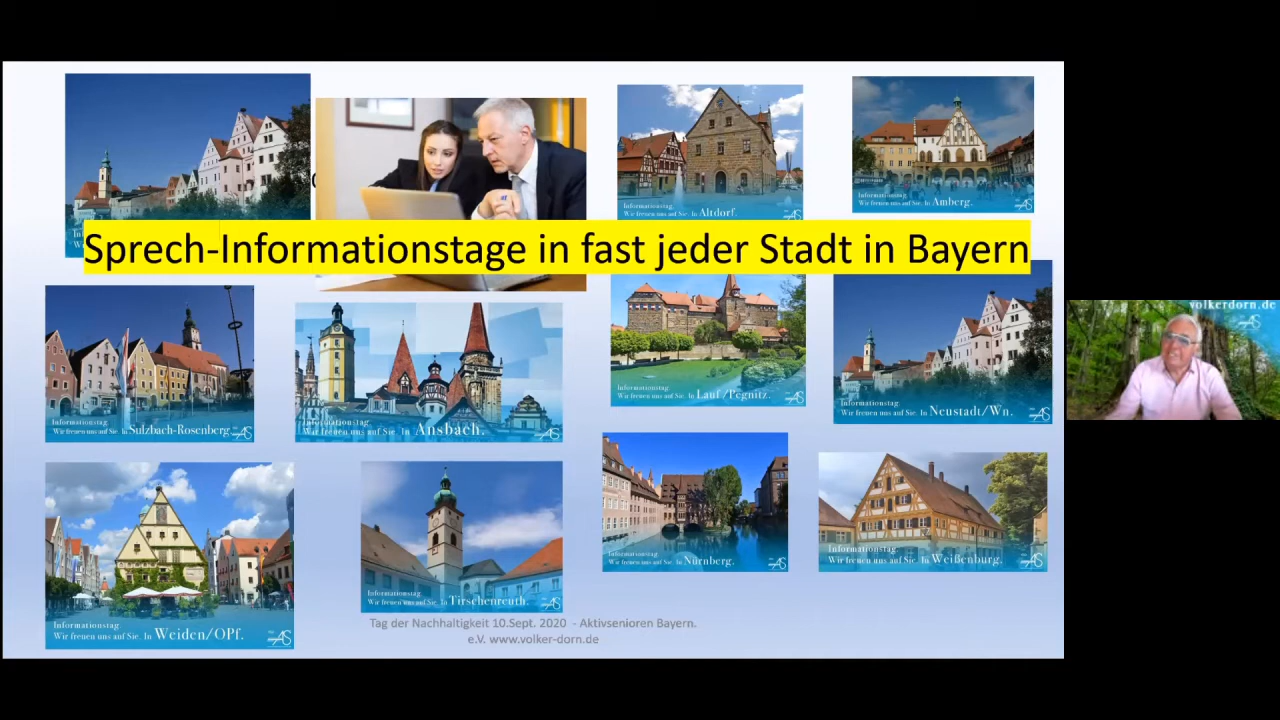 Informationstag.
Wir freuen uns auf Sie. In Altdorf.
Informationstag.
Wir freuen uns auf Sie. In Amberg.
Sprech-Informationstage in fast jeder Stadt in Bayern
volkerdorn.de
AS
Informationstag.
Wir freuen uns auf Sie. In Sulzbach-Rosenberg.
Informationstag.
Wir freuen uns auf Sie. In Ansbach.
Informationstag.
Wir freuen uns auf Sie. In Lauf/Pegnitz.
Informationstag.
Wir freuen uns auf Sie. In Neustadt/Wn.
Informationstag.
Wir freuen uns auf Sie. In Weiden/OPf.
Informationstag.
Wir freuen uns auf Sie. In Tirschenreuth.
Informationstag.
Wir freuen uns auf Sie. In Nürnberg.
Informationstag.
Wir freuen uns auf Sie. In Weißenburg.
Tag der Nachhaltigkeit 10.Sept. 2020 - Aktivsenioren Bayern.
e.V. www.volker-dorn.de